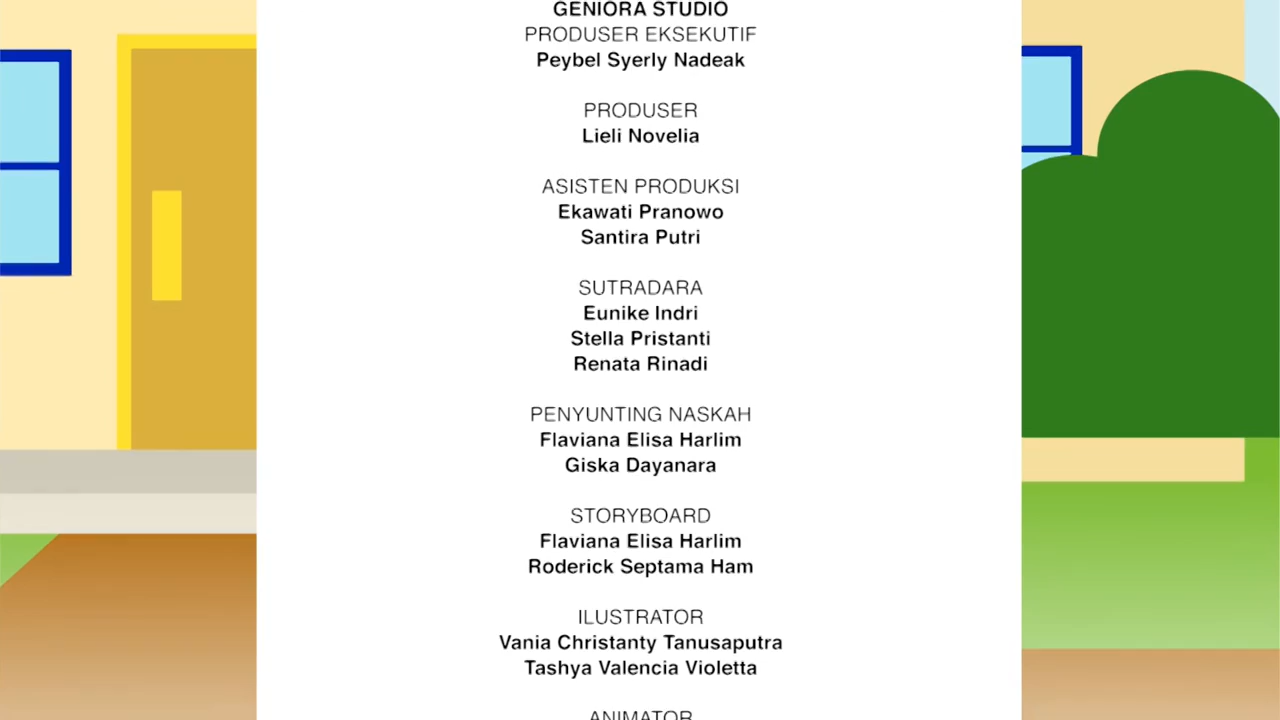 GENIORA STUDIO
PRODUSER EKSEKUTIF
Peybel Syerly Nadeak
PRODUSER
Lieli Novelia
ASISTEN PRODUKSI
Ekawati Pranowo
Santira Putri
SUTRADARA
Eunike Indri
Stella Pristanti
Renata Rinadi
PENYUNTING NASKAH
Flaviana Elisa Harlim
Giska Dayanara
STORYBOARD
Flaviana Elisa Harlim
Roderick Septama Ham
ILUSTRATOR
Vania Christanty Tanusaputra
Tashya Valencia Violetta
ANIMATOR